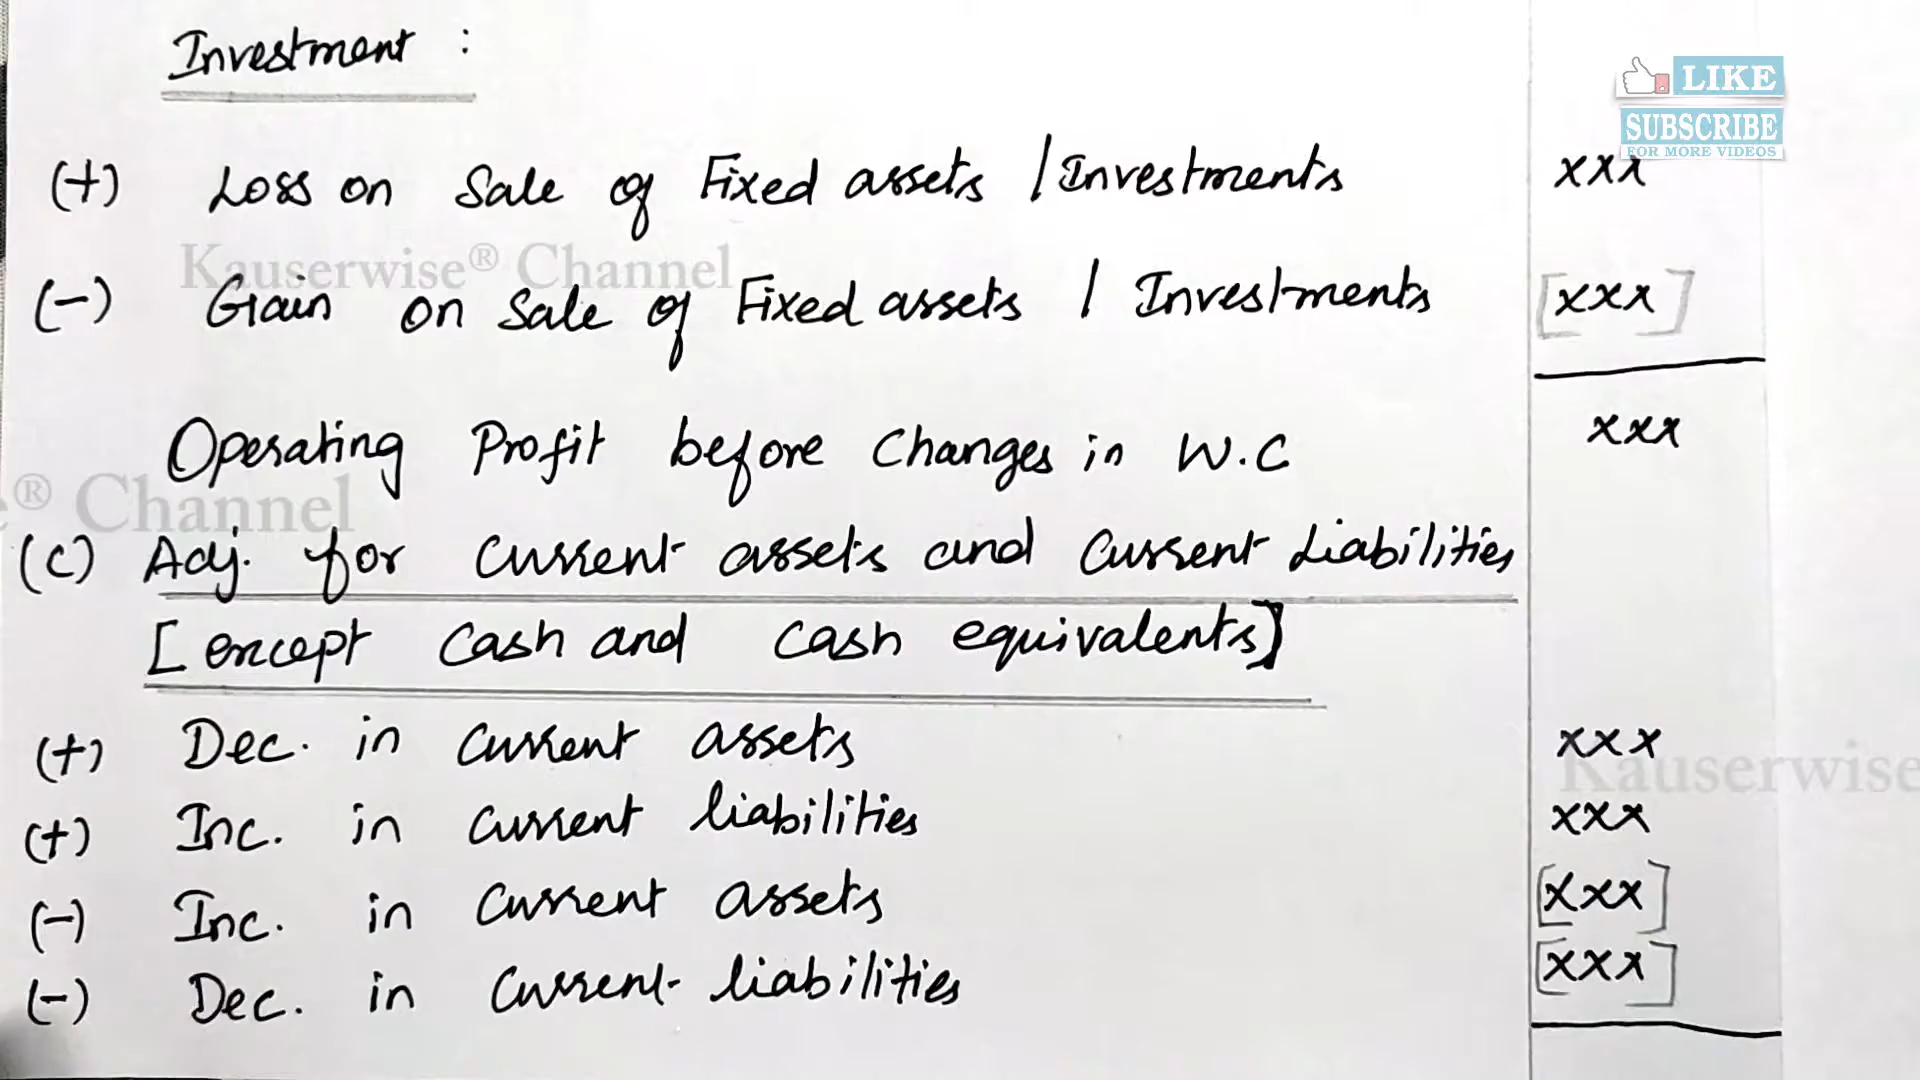 Investment :
LIKE
SUBSCRIBE
FOR MORE VIDEOS
(+) Loss on Sale of Fixed assets / Investments xxx
Kauserwise® Channel
(-) Gain on Sale of Fixed assets / Investments [xxx]
Operating Profit before Changes in W.C xxx
e® Channel
(C) Adj. for Current assets and Current Liabilities
[except Cash and Cash equivalents]
(+) Dec. in Current assets xxx
Kauserwise
(+) Inc. in Current liabilities xxx
(-) Inc. in Current assets [xxx]
(-) Dec. in Current liabilities [xxx]